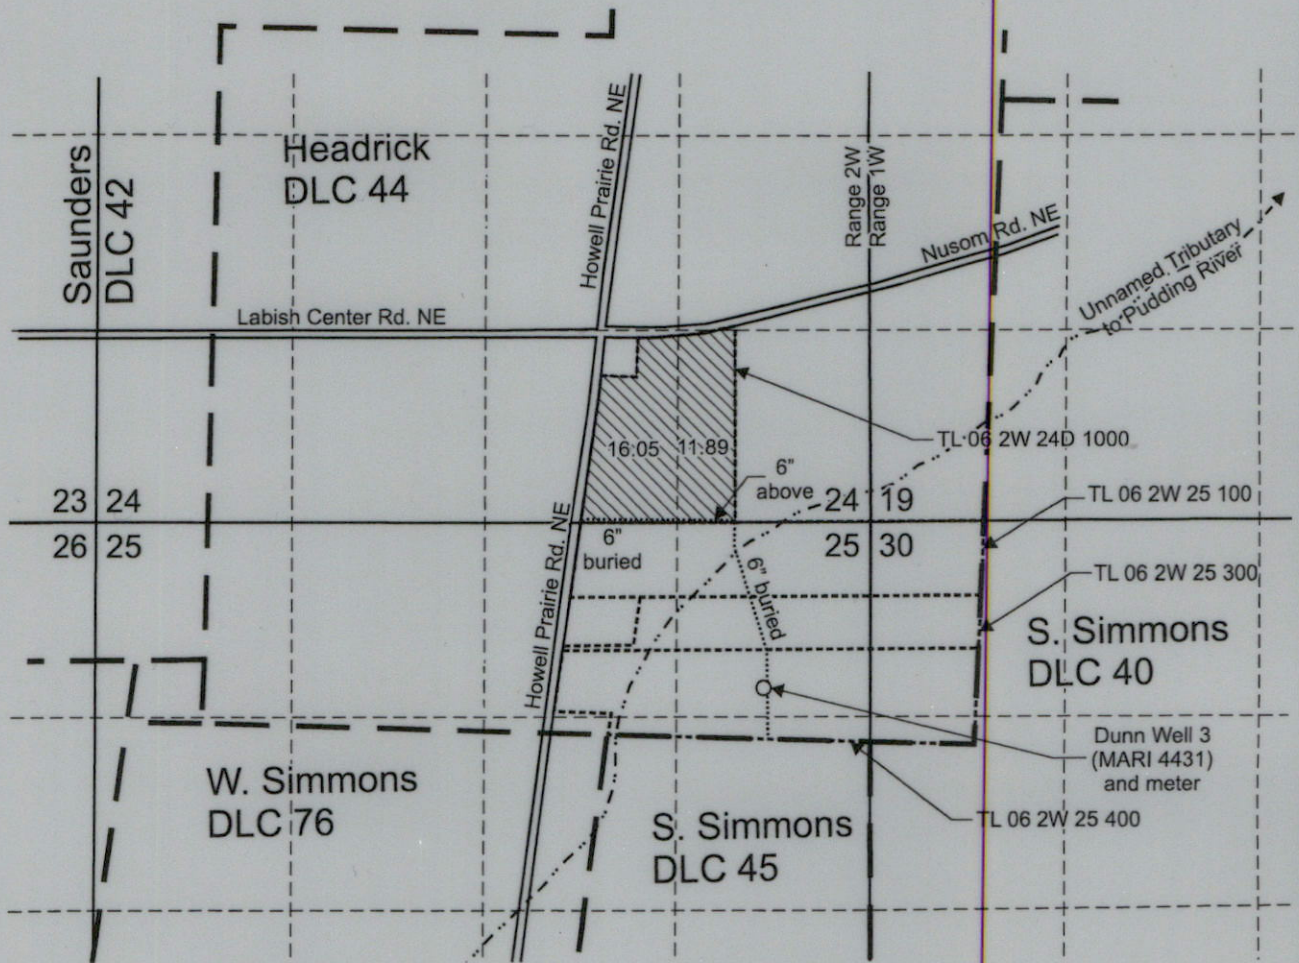 Headrick
DLC 44
Saunders
DLC 42
Howell Prairie Rd. NE
Range 2W
Range 1W
Nusom Rd. NE
Unnamed Tributary
to Pudding River
Labish Center Rd. NE
16.05 11.89
TL 06 2W 24D 1000
6"
above
23 24
26 25
24 19
25 30
TL 06 2W 25 100
6"
buried
6" buried
TL 06 2W 25 300
Howell Prairie Rd. NE
S. Simmons
DLC 40
Dunn Well 3
(MARI 4431)
and meter
W. Simmons
DLC 76
S. Simmons
DLC 45
TL 06 2W 25 400